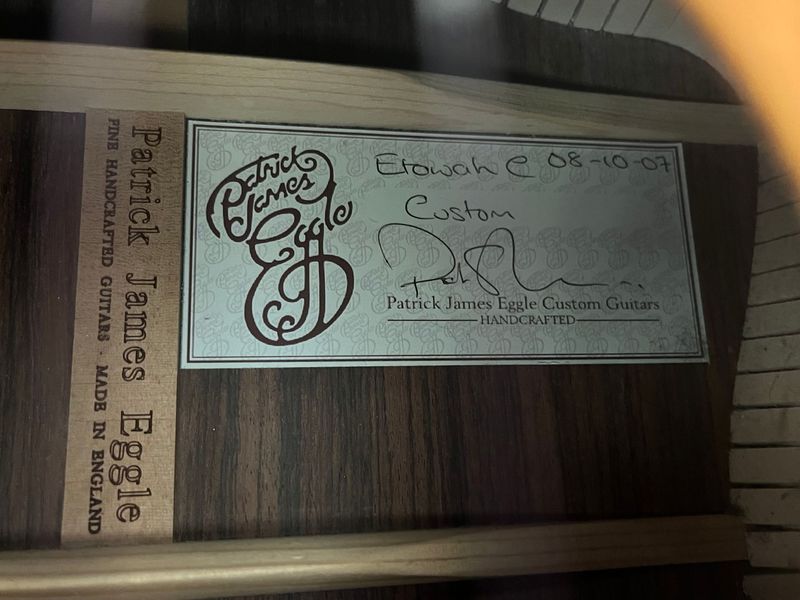 Patrick James Eggle
FINE HANDCRAFTED GUITARS · MADE IN ENGLAND
Patrick
James
Eggle
Etowah C 08-10-07
Custom
Patrick James Eggle Custom Guitars
HANDCRAFTED